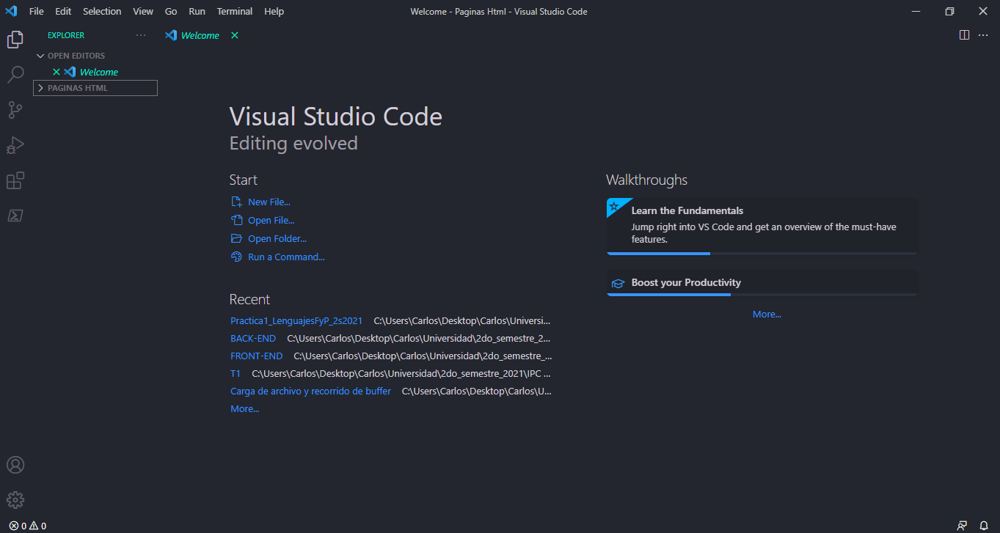 File Edit Selection View Go Run Terminal Help
Welcome - Paginas Html - Visual Studio Code
EXPLORER
Welcome
OPEN EDITORS
Welcome
PAGINAS HTML
Visual Studio Code
Editing evolved
Start
New File...
Open File...
Open Folder...
Run a Command...
Recent
Practica1_LenguajesFyP_2s2021 C:\Users\Carlos\Desktop\Carlos\Universi...
BACK-END C:\Users\Carlos\Desktop\Carlos\Universidad\2do_semestre_2...
FRONT-END C:\Users\Carlos\Desktop\Carlos\Universidad\2do_semestre_...
T1 C:\Users\Carlos\Desktop\Carlos\Universidad\2do_semestre_2021\IPC ...
Carga de archivo y recorrido de buffer C:\Users\Carlos\Desktop\Carlos\U...
More...
Walkthroughs
Learn the Fundamentals
Jump right into VS Code and get an overview of the must-have
features.
Boost your Productivity
More...
0 0